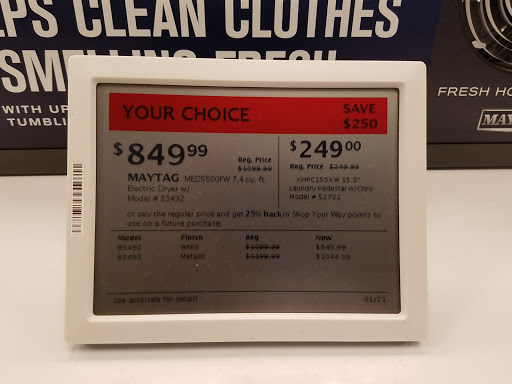 CLEAN CLOTHES
WITH UP
TUMBLI
FRESH HO
MAY
YOUR CHOICE SAVE $250
$849.99 Reg. Price $1099.99
MAYTAG MED5500FW 7.4 cu. ft.
Electric Dryer w/
Model # 83492
$249.00
Reg. Price $249.99
XHPC155XW 15.5"
Laundry Pedestal w/Chro
Model # 52722
or pay the regular price and get 25% back in Shop Your Way points to
use on a future purchase.
Model Finish Reg Now
83492 White $1099.99 $849.99
83493 Metallic $1199.99 $1044.99
See associate for details 01/21